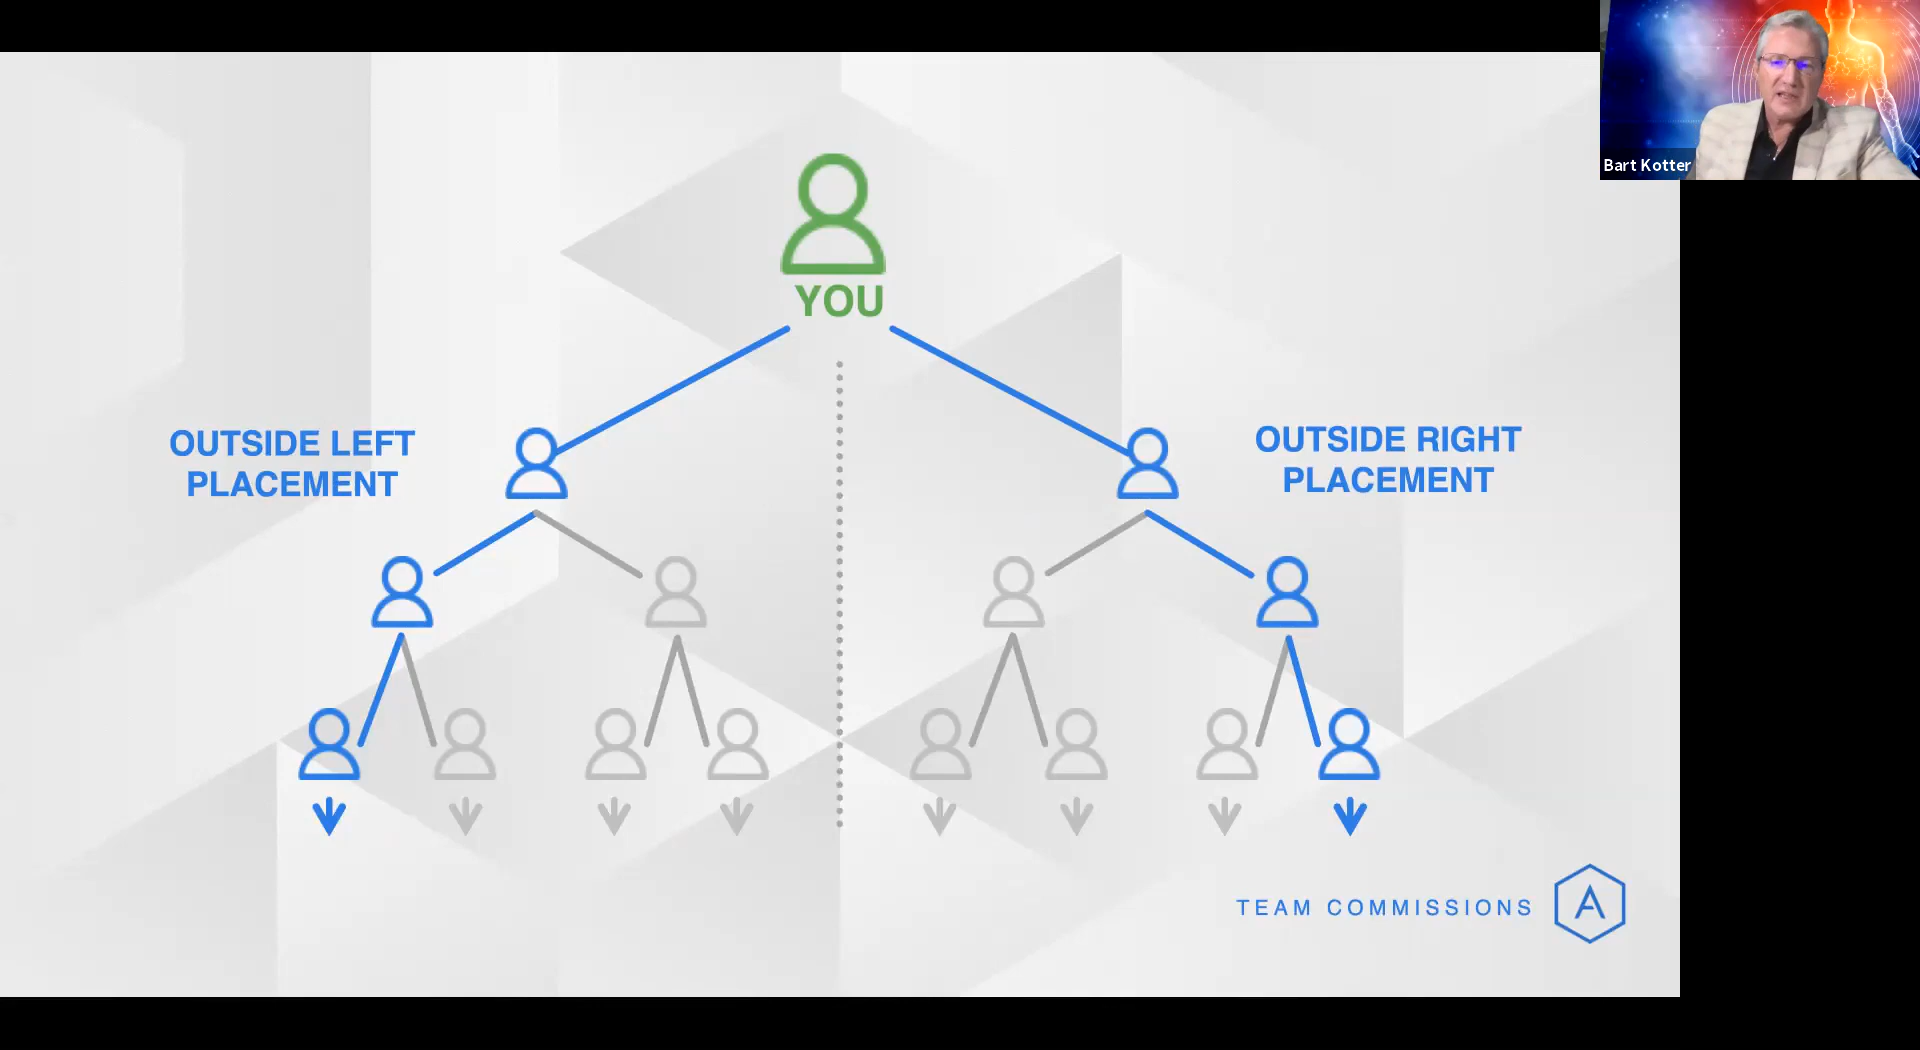 Bart Kotter
YOU
OUTSIDE LEFT
PLACEMENT
OUTSIDE RIGHT
PLACEMENT
TEAM COMMISSIONS
A